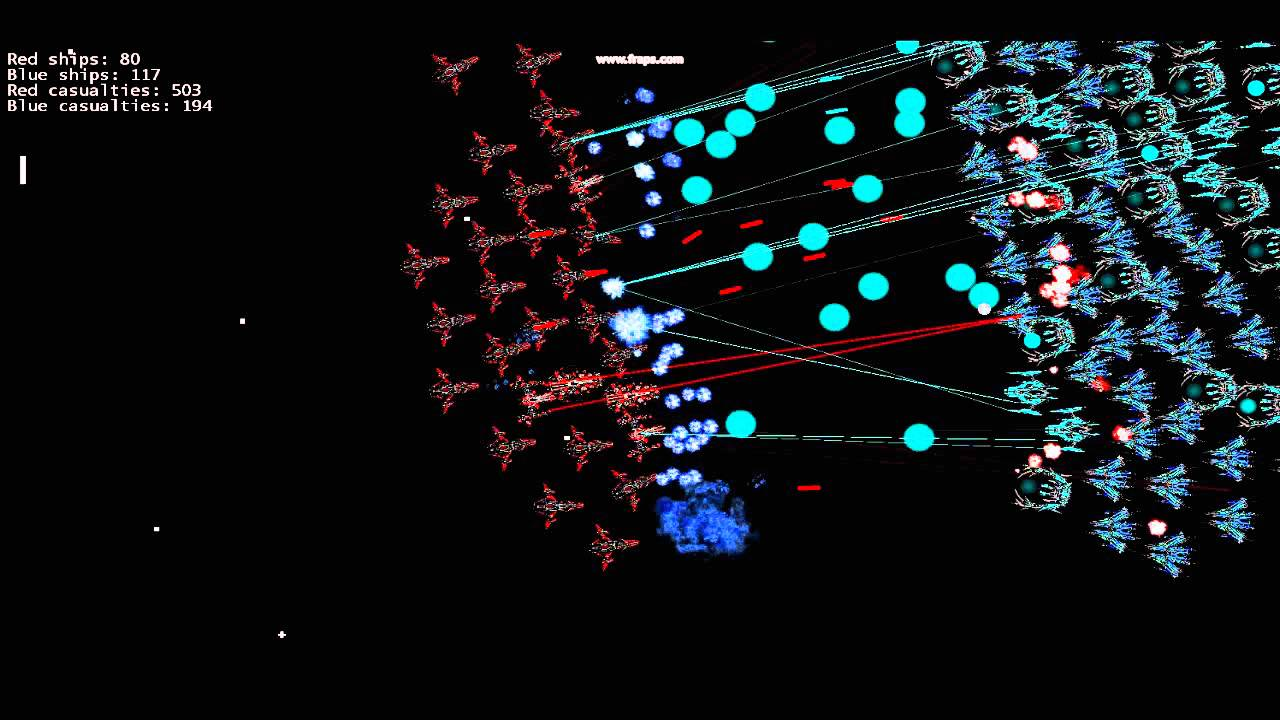 www.fraps.com
Red ships: 80
Blue ships: 117
Red casualties: 503
Blue casualties: 194